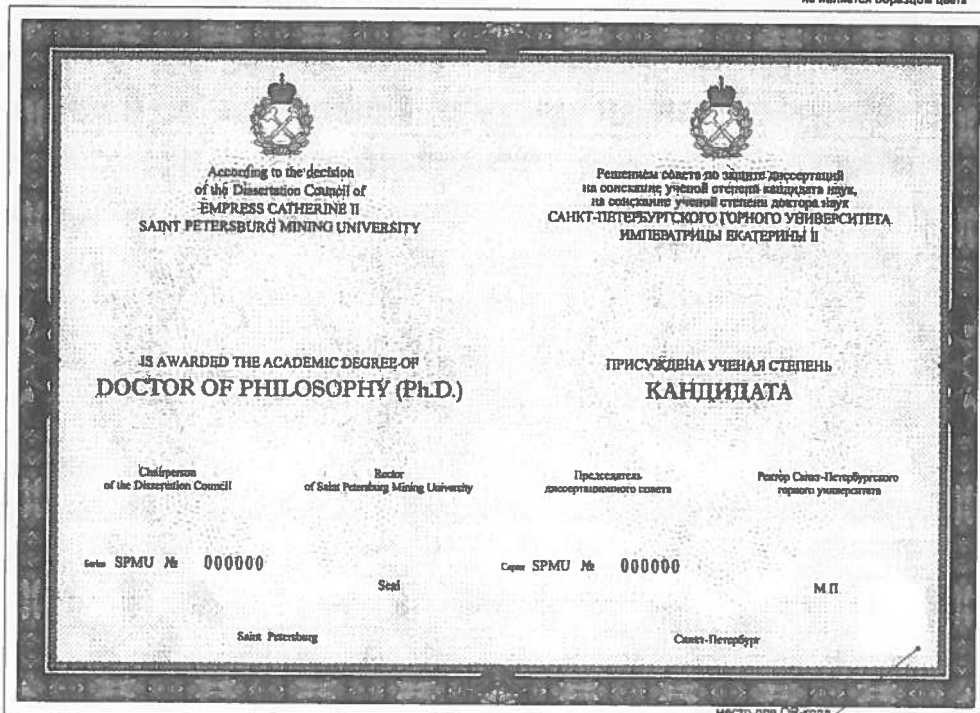 не является образцом цвета
According to the decision
of the Dissertation Council of
EMPRESS CATHERINE II
SAINT PETERSBURG MINING UNIVERSITY
IS AWARDED THE ACADEMIC DEGREE OF
DOCTOR OF PHILOSOPHY (Ph.D.)
Chairperson
of the Dissertation Council
Rector
of Saint Petersburg Mining University
Series SPMU № 000000
Seal
Saint Petersburg
Решением совета по защите диссертаций
на соискание ученой степени кандидата наук,
на соискание ученой степени доктора наук
САНКТ-ПЕТЕРБУРГСКОГО ГОРНОГО УНИВЕРСИТЕТА
ИМПЕРАТРИЦЫ ЕКАТЕРИНЫ II
ПРИСУЖДЕНА УЧЕНАЯ СТЕПЕНЬ
КАНДИДАТА
Председатель
диссертационного совета
Ректор Санкт-Петербургского
горного университета
Серия SPMU № 000000
М.П.
Санкт-Петербург
место для QR-кода